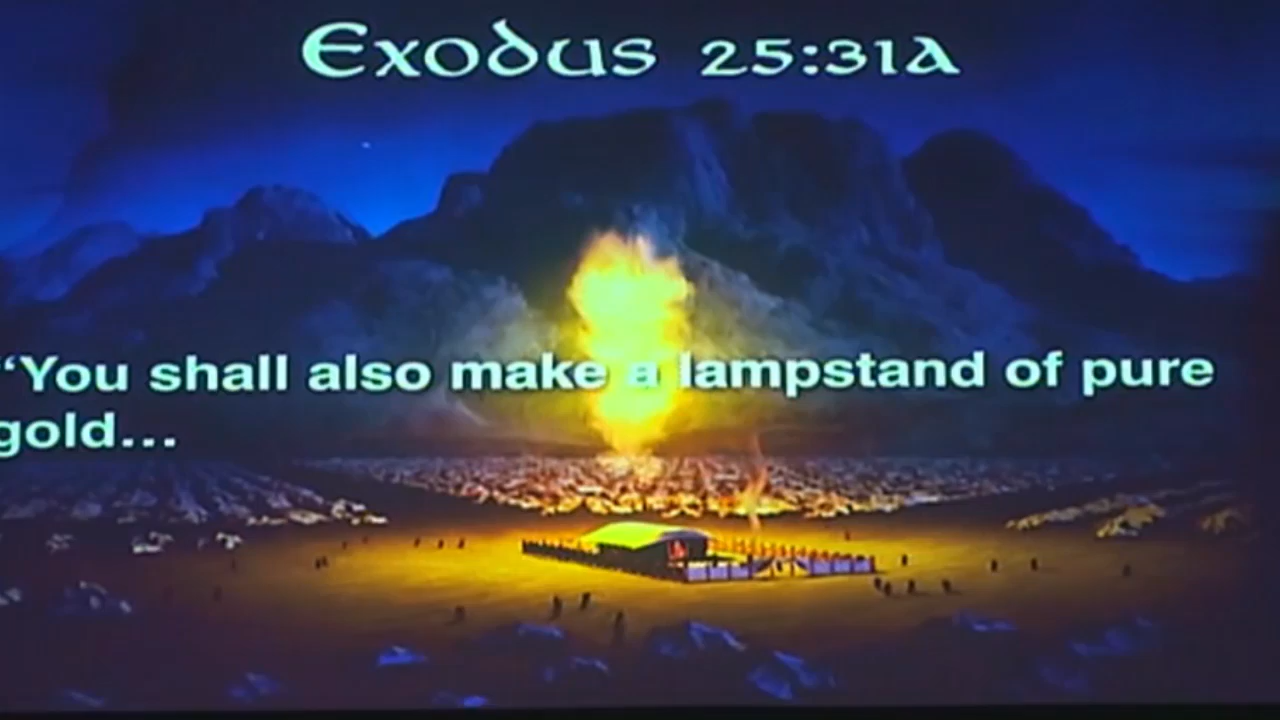 Exodus 25:31a
“You shall also make a lampstand of pure
gold...